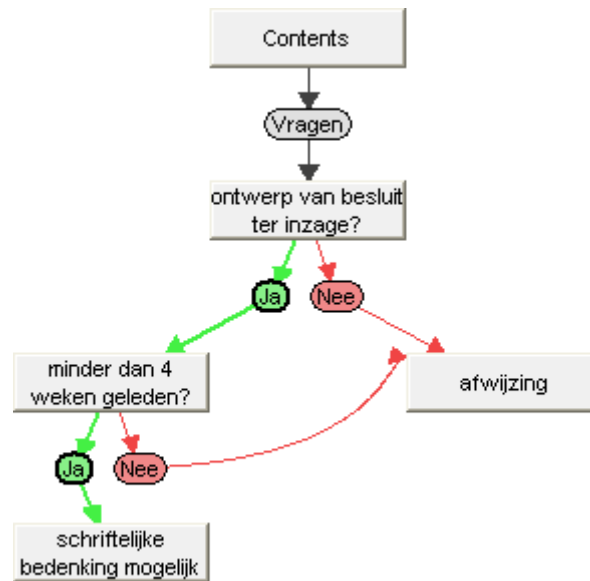 Contents
Vragen
ontwerp van besluit
ter inzage?
Ja
Nee
minder dan 4
weken geleden?
afwijzing
Ja
Nee
schriftelijke
bedenking mogelijk